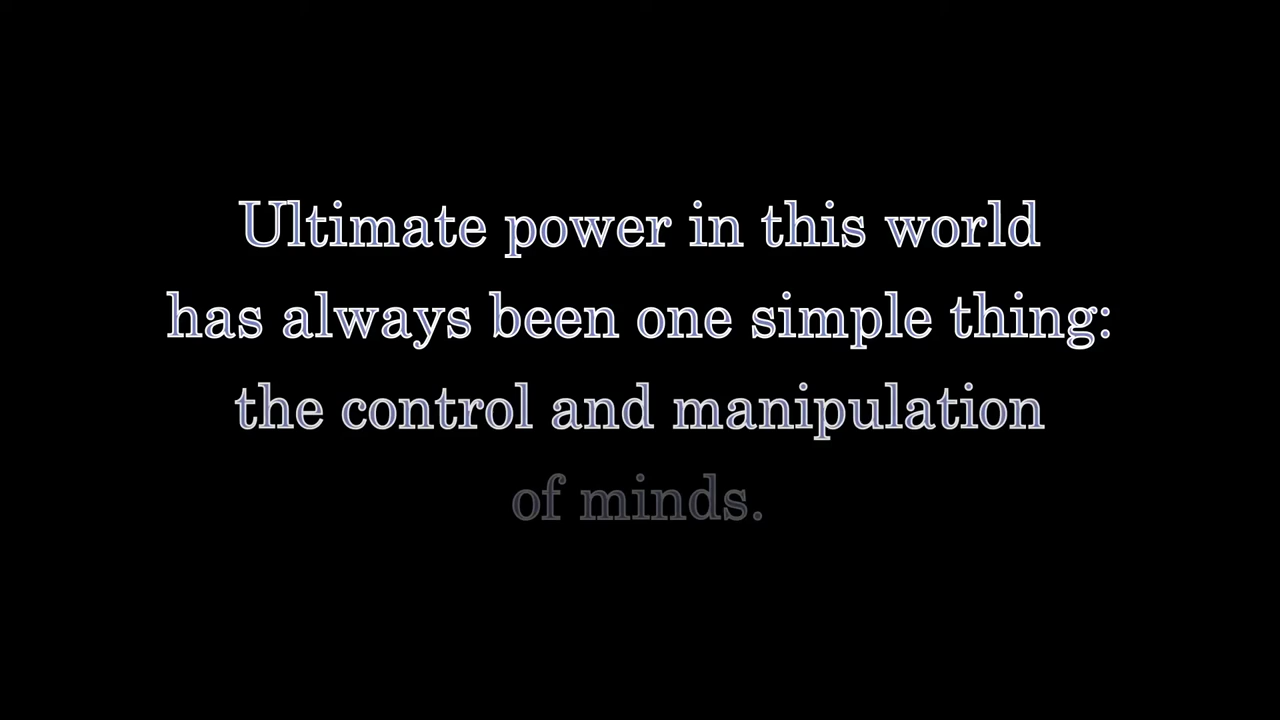 Ultimate power in this world
has always been one simple thing:
the control and manipulation
of minds.